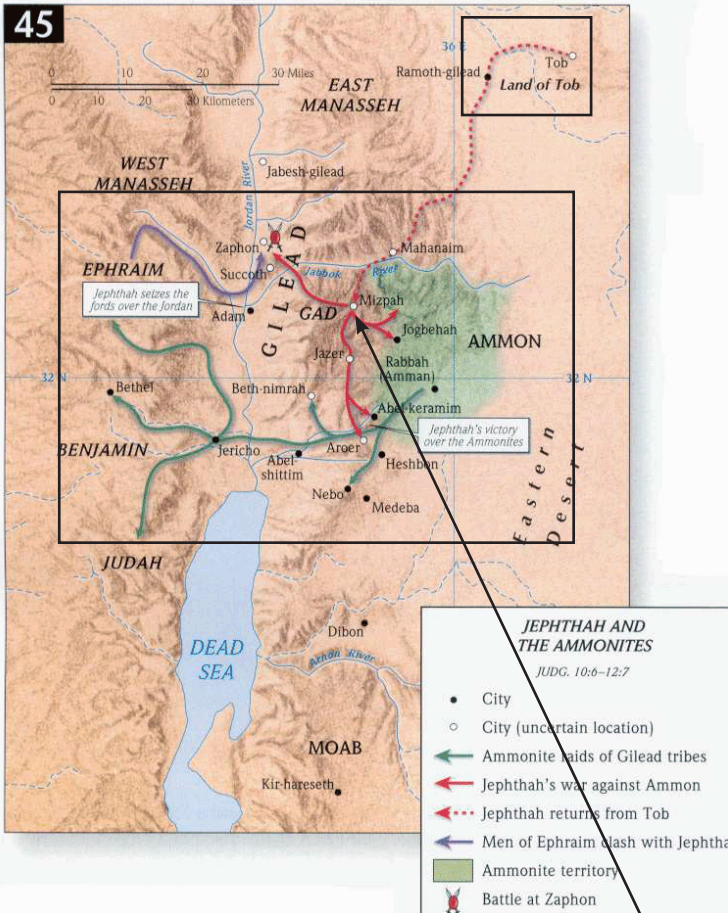 45
0 10 20 30 Miles
0 10 20 30 Kilometers
36 E
Ramoth-gilead
Tob
Land of Tob
EAST
MANASSEH
WEST
MANASSEH
Jabesh-gilead
Jordan River
Zaphon
Succoth
Mahanaim
Jabbok River
EPHRAIM
Jephthah seizes the
fords over the Jordan
Adam
GILEAD
GAD
Mizpah
Jogbehah
AMMON
Jazer
Rabbah
(Amman)
32 N
32 N
Bethel
Beth-nimrah
Abel-keramim
Jephthah's victory
over the Ammonites
BENJAMIN
Jericho
Abel-
shittim
Aroer
Heshbon
Nebo
Medeba
Eastern
Desert
JUDAH
DEAD
SEA
Dibon
Arnon River
MOAB
Kir-hareseth
JEPHTHAH AND
THE AMMONITES
JUDG. 10:6–12:7
City
City (uncertain location)
Ammonite raids of Gilead tribes
Jephthah's war against Ammon
Jephthah returns from Tob
Men of Ephraim clash with Jephtha
Ammonite territory
Battle at Zaphon